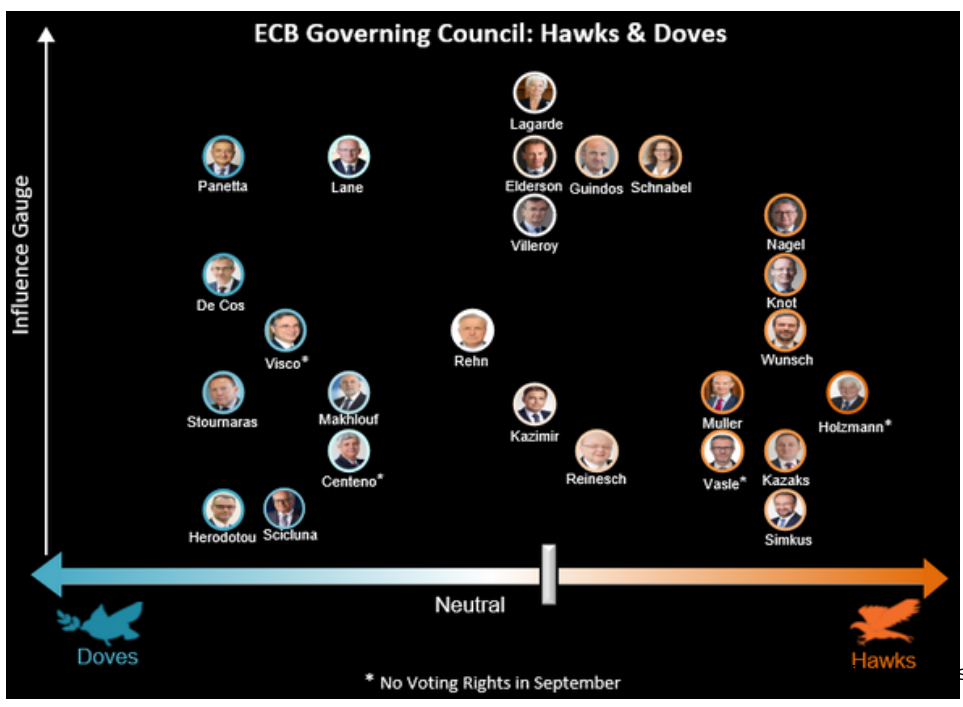 ECB Governing Council: Hawks & Doves
Influence Gauge
Lagarde
Panetta
Lane
Elderson
Guindos
Schnabel
Villeroy
Nagel
De Cos
Knot
Visco*
Rehn
Wunsch
Stournaras
Makhlouf
Kazimir
Muller
Holzmann*
Centeno*
Reinesch
Vasle*
Kazaks
Herodotou
Scicluna
Simkus
Neutral
Doves
Hawks
* No Voting Rights in September